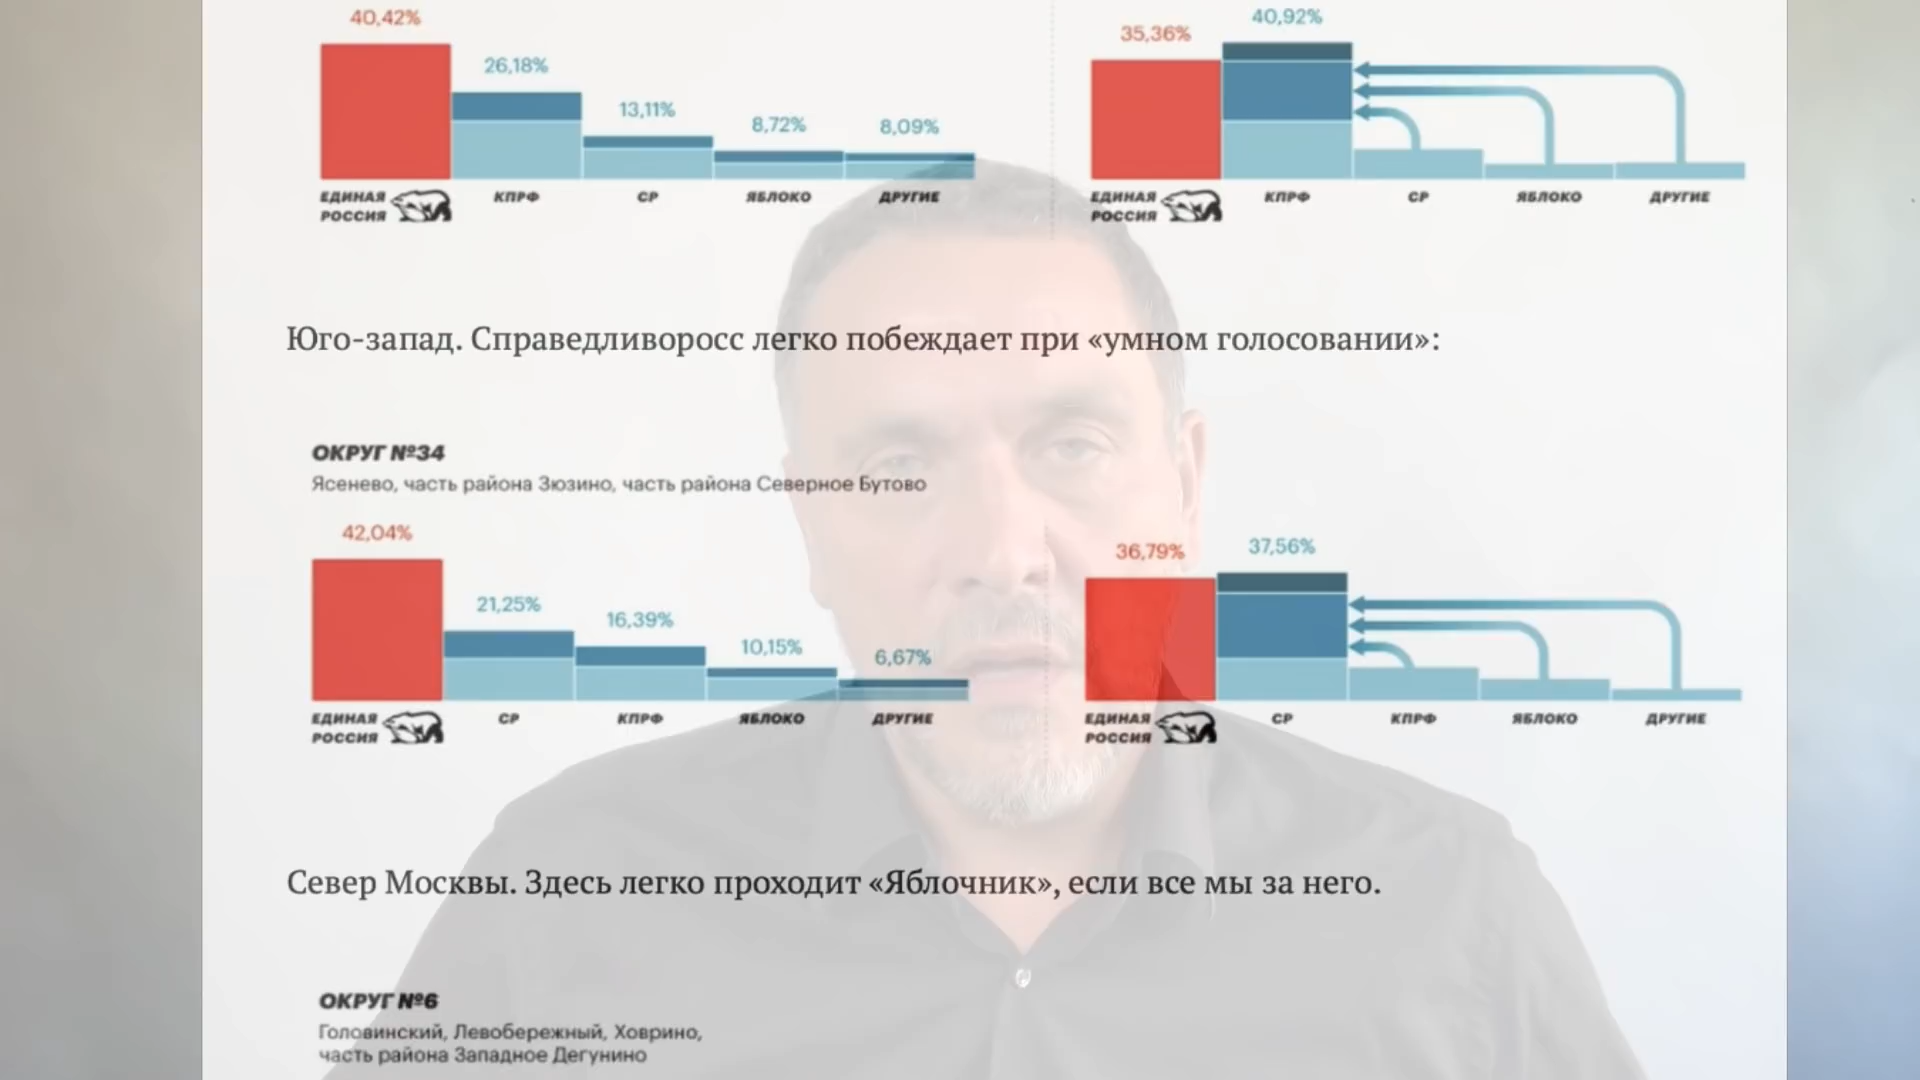 40,42%
26,18%
13,11%
8,72%
8,09%
ЕДИНАЯ
РОССИЯ
КПРФ
СР
ЯБЛОКО
ДРУГИЕ
35,36%
40,92%
ЕДИНАЯ
РОССИЯ
КПРФ
СР
ЯБЛОКО
ДРУГИЕ
Юго-запад. Справедливоросс легко побеждает при «умном голосовании»:
ОКРУГ №34
Ясенево, часть района Зюзино, часть района Северное Бутово
42,04%
21,25%
16,39%
10,15%
6,67%
ЕДИНАЯ
РОССИЯ
СР
КПРФ
ЯБЛОКО
ДРУГИЕ
36,79%
37,56%
ЕДИНАЯ
РОССИЯ
СР
КПРФ
ЯБЛОКО
ДРУГИЕ
Север Москвы. Здесь легко проходит «Яблочник», если все мы за него.
ОКРУГ №6
Головинский, Левобережный, Ховрино,
часть района Западное Дегунино